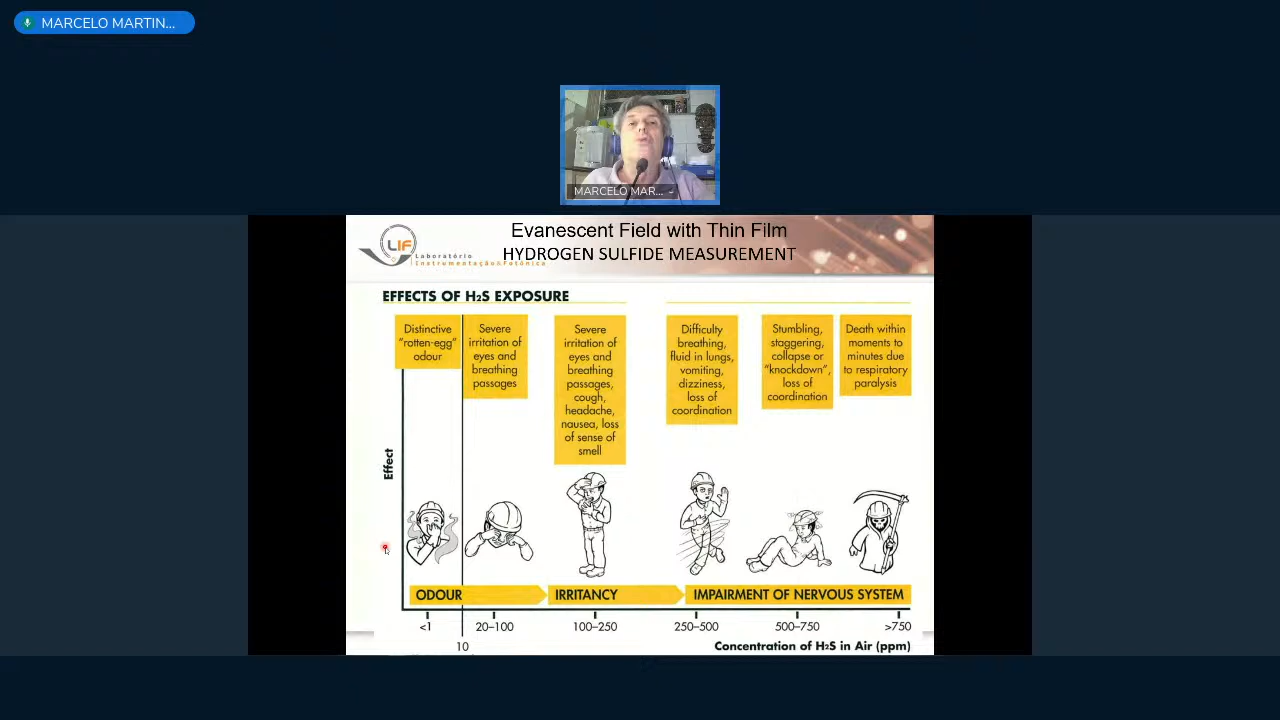 MARCELO MARTIN...
MARCELO MAR...
LIF
Laboratório
Instrumentação&Fotônica
Evanescent Field with Thin Film
HYDROGEN SULFIDE MEASUREMENT
EFFECTS OF H₂S EXPOSURE
Distinctive
"rotten-egg"
odour
Severe
irritation of
eyes and
breathing
passages
Severe
irritation of
eyes and
breathing
passages,
cough,
headache,
nausea, loss
of sense of
smell
Difficulty
breathing,
fluid in lungs,
vomiting,
dizziness,
loss of
coordination
Stumbling,
staggering,
collapse or
"knockdown",
loss of
coordination
Death within
moments to
minutes due
to respiratory
paralysis
Effect
ODOUR
IRRITANCY
IMPAIRMENT OF NERVOUS SYSTEM
<1
20–100
100–250
250–500
500–750
>750
10
Concentration of H₂S in Air (ppm)